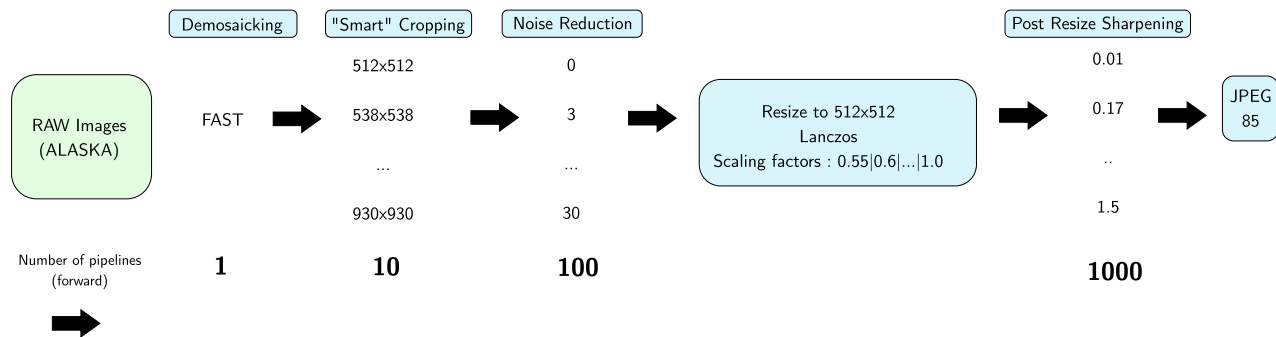 Demosaicking
"Smart" Cropping
Noise Reduction
Post Resize Sharpening
RAW Images
(ALASKA)
FAST
512x512
538x538
...
930x930
0
3
...
30
Resize to 512x512
Lanczos
Scaling factors : 0.55|0.6|...|1.0
0.01
0.17
..
1.5
JPEG
85
Number of pipelines
(forward)
1
10
100
1000